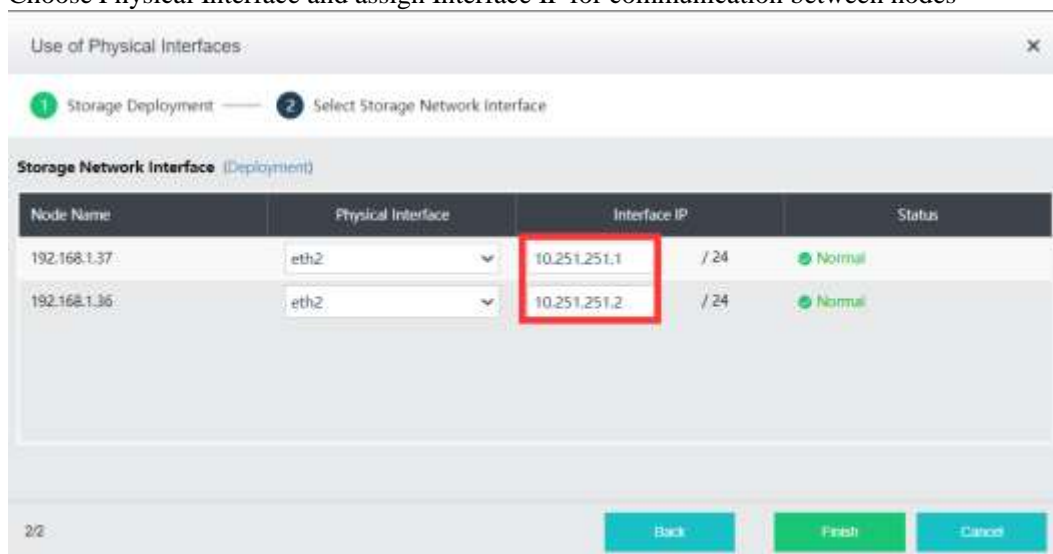 Choose Physical Interface and assign Interface IP for communication between nodes
Use of Physical Interfaces
1 Storage Deployment 2 Select Storage Network Interface
Storage Network Interface (Deployment)
Node Name Physical Interface Interface IP Status
192.168.1.37 eth2 10.251.251.1 / 24 Normal
192.168.1.36 eth2 10.251.251.2 / 24 Normal
2/2 Back Finish Cancel